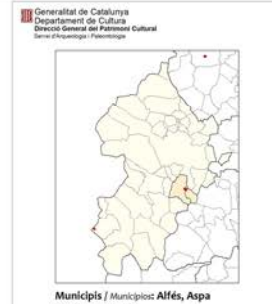 Generalitat de Catalunya
Departament de Cultura
Direcció General del Patrimoni Cultural
Servei d'Arqueologia i Paleontologia
Municipis / Municipios: Alfés, Aspa